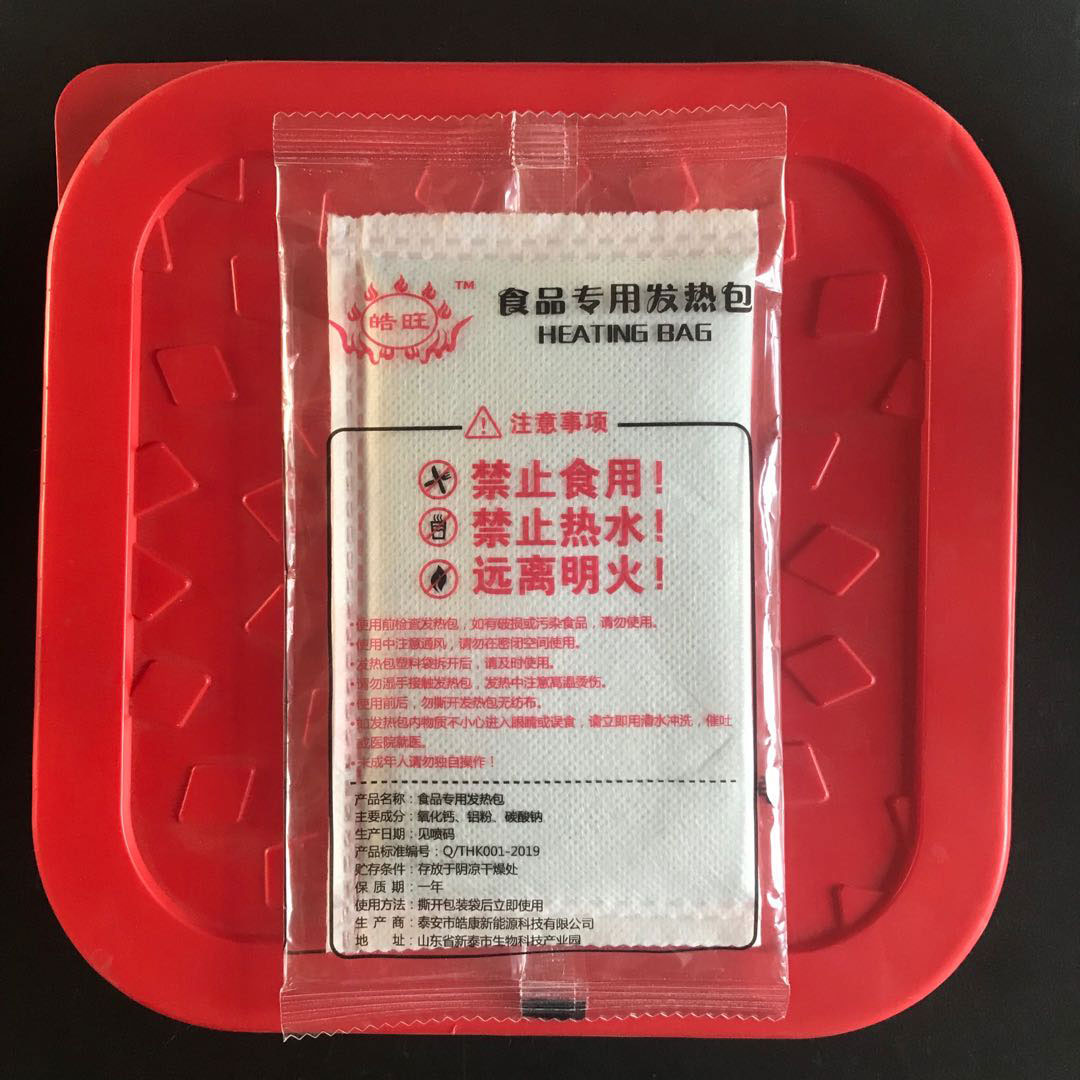 皓旺
TM
食品专用发热包
HEATING BAG
注意事项
禁止食用!
禁止热水!
远离明火!
·使用前检查发热包，如有破损或污染食品，请勿使用。
·使用中注意通风，请勿在密闭空间使用。
·发热包塑料袋拆开后，请及时使用。
·请勿湿手接触发热包，发热中注意高温烫伤。
·使用前后，勿撕开发热包无纺布。
·如发热包内物质不小心进入眼睛或误食，请立即用清水冲洗，催吐
或医院就医。
·未成年人请勿独自操作！
产品名称：食品专用发热包
主要成分：氧化钙、铝粉、碳酸钠
生产日期：见喷码
产品标准编号：Q/THK001-2019
贮存条件：存放于阴凉干燥处
保质期：一年
使用方法：撕开包装袋后立即使用
生产商：泰安市皓康新能源科技有限公司
地址：山东省新泰市生物科技产业园